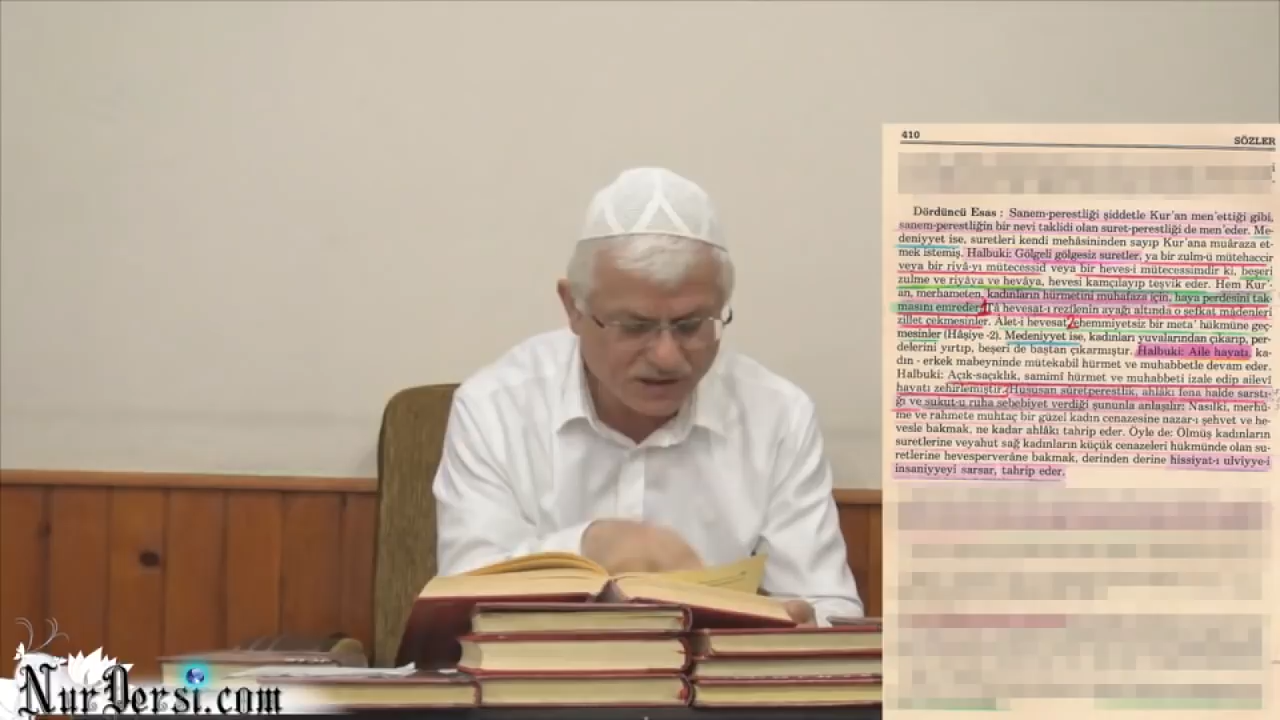 410
SÖZLER
Dördüncü Esas : Sanem-perestliği şiddetle Kur'an men'ettiği gibi,
sanem-perestliğin bir nevi taklidi olan suret-perestliği de men'eder. Me-
deniyyet ise, suretleri kendi mehâsininden sayıp Kur'ana muâraza et-
mek istemiş. Halbuki: Gölgeli gölgesiz suretler, ya bir zulm-ü mütehaccir
veya bir riyâ-yı mütecessid veya bir heves-i mütecessimdir ki, beşeri
zulme ve riyâya ve hevâya, hevesi kamçılayıp teşvik eder. Hem Kur'-
an, merhameten, kadınların hürmetini muhafaza için, haya perdesini tak-
masını emreder 1 Tâ hevesat-ı rezîlenin ayağı altında o şefkat mâdenleri
zillet çekmesinler. Alet-i hevesat 2 ehemmiyetsiz bir meta' hükmüne geç-
mesinler (Hâşiye -2). Medeniyyet ise, kadınları yuvalarından çıkarıp, per-
delerini yırtıp, beşeri de baştan çıkarmıştır. Halbuki: Aile hayatı, ka-
dın - erkek mabeyninde mütekabil hürmet ve muhabbetle devam eder.
Halbuki: Açık-saçıklık, samimî hürmet ve muhabbeti izale edip ailevî
hayatı zehirlemiştir. Hususan sûretperestlik, ahlâkı fena halde sarstı-
ğı ve sukut-u ruha sebebiyet verdiği şununla anlaşılır: Nasılki, merhû-
me ve rahmete muhtaç bir güzel kadın cenazesine nazar-ı şehvet ve he-
vesle bakmak, ne kadar ahlâkı tahrip eder. Öyle de: Ölmüş kadınların
suretlerine veyahut sağ kadınların küçük cenazeleri hükmünde olan su-
retlerine hevesperverâne bakmak, derinden derine hissiyat-ı ulviyye-i
insaniyyeyi sarsar, tahrip eder.
NurDersi.com